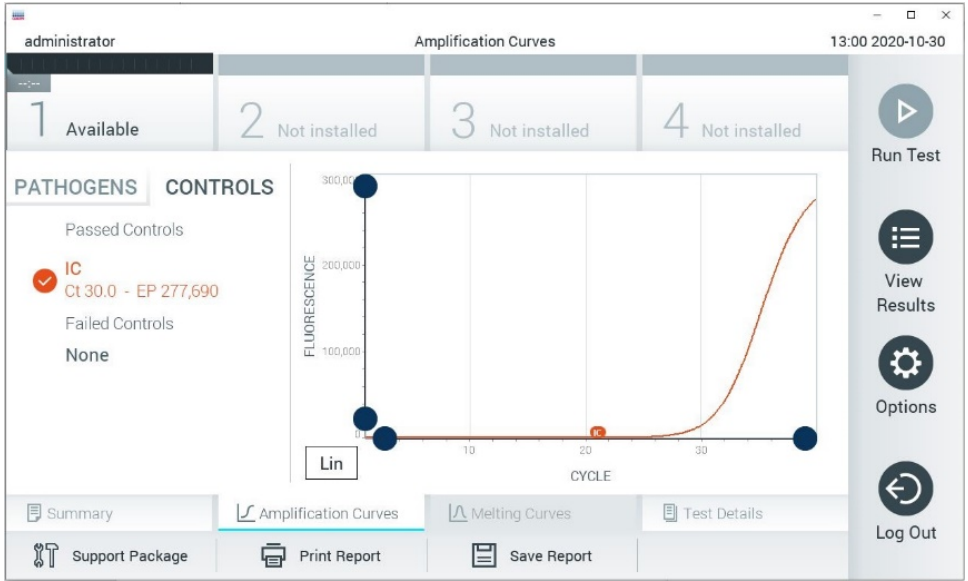 administrator
Amplification Curves
13:00 2020-10-30
--:--
1 Available
2 Not installed
3 Not installed
4 Not installed
Run Test
PATHOGENS
CONTROLS
Passed Controls
IC
Ct 30.0 - EP 277,690
Failed Controls
None
FLUORESCENCE
300,00
200,000
100,000
0
IC
10
20
30
CYCLE
Lin
View
Results
Options
Log Out
Summary
Amplification Curves
Melting Curves
Test Details
Support Package
Print Report
Save Report